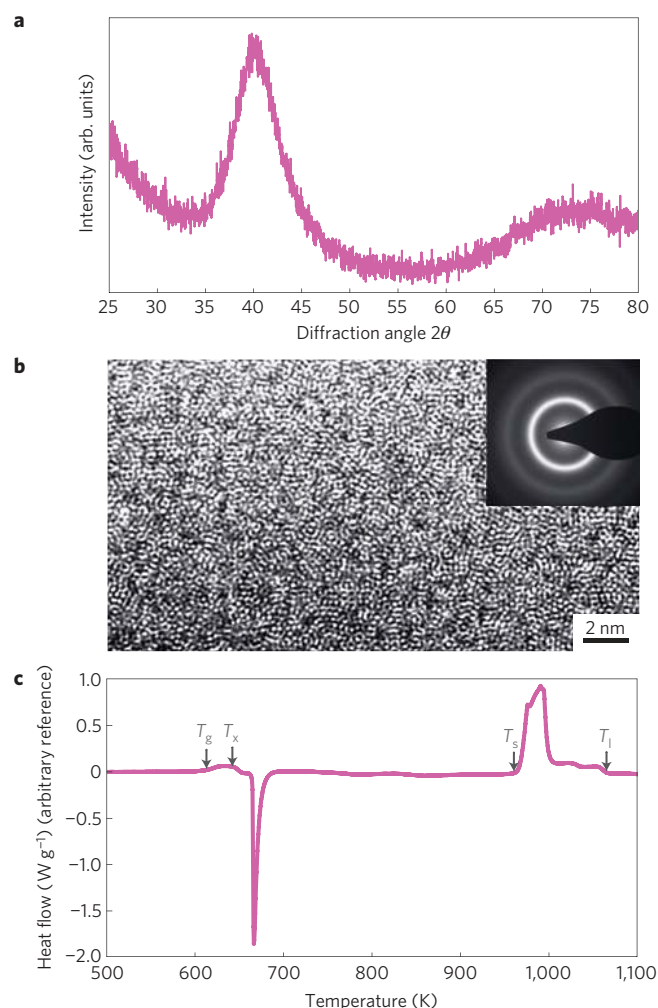 a
Intensity (arb. units)
25 30 35 40 45 50 55 60 65 70 75 80
Diffraction angle 2θ
b
2 nm
c
Heat flow (W g⁻¹) (arbitrary reference)
1.0
0.5
0
−0.5
−1.0
−1.5
−2.0
Tg Tx Ts Tl
500 600 700 800 900 1,000 1,100
Temperature (K)